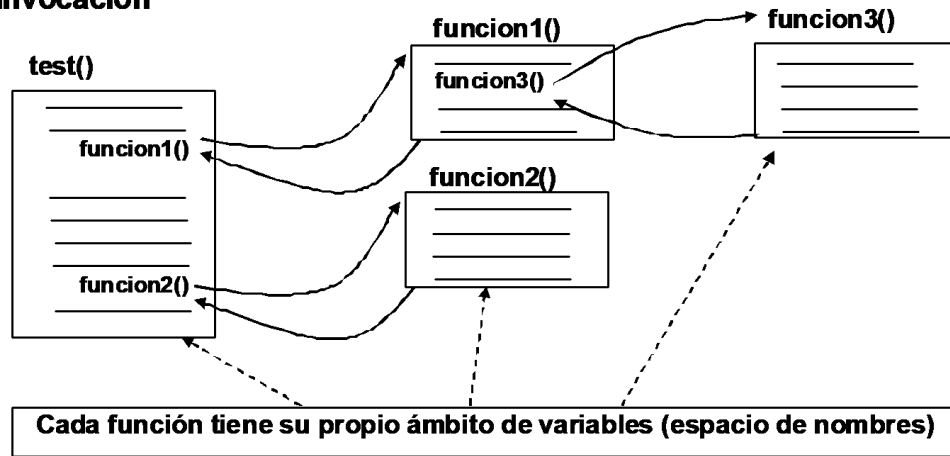 invocación
test()
funcion1()
funcion2()
funcion1()
funcion3()
funcion2()
funcion3()
Cada función tiene su propio ámbito de variables (espacio de nombres)